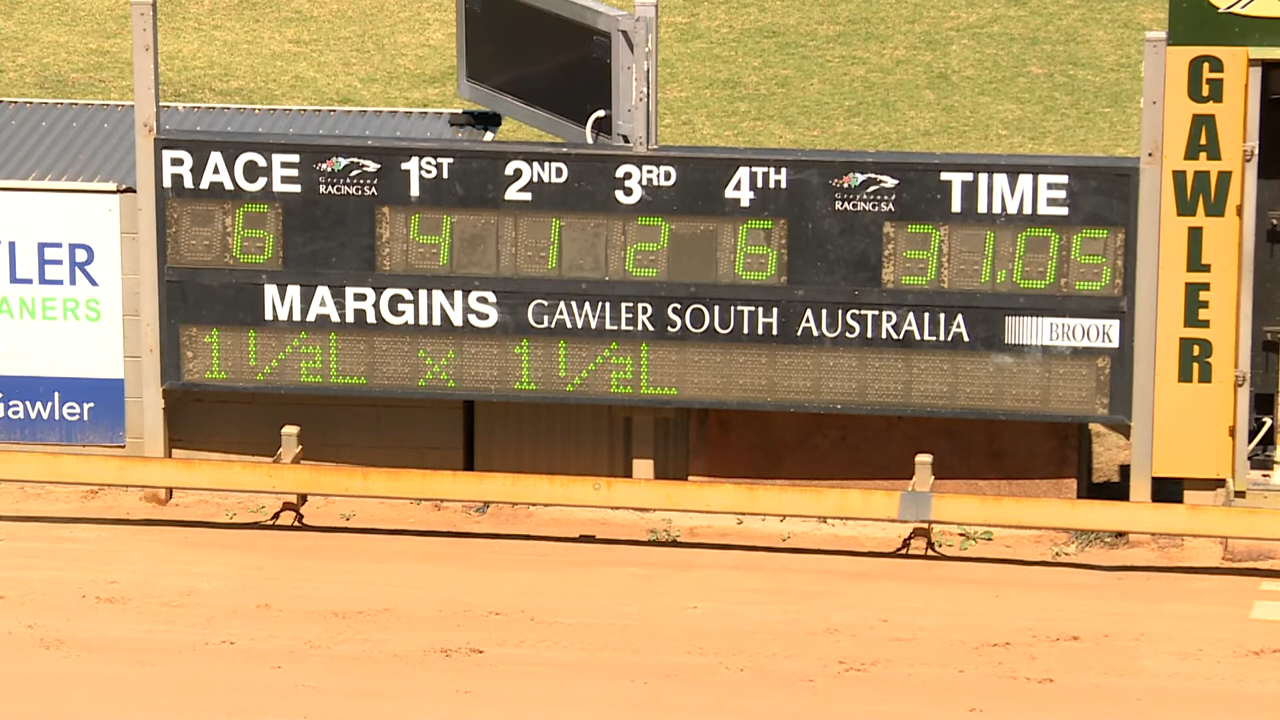 RACE Greyhound RACING SA 1ST 2ND 3RD 4TH Greyhound RACING SA TIME
6 4 1 2 6 31.05
MARGINS GAWLER SOUTH AUSTRALIA BROOK
1 1/2L x 1 1/2L
GAWLER
LER
ANERS
Gawler